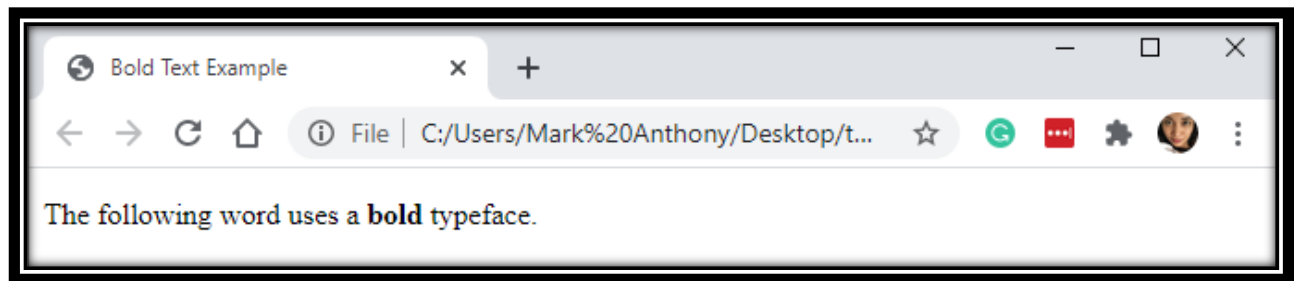 Bold Text Example
File | C:/Users/Mark%20Anthony/Desktop/t...
The following word uses a bold typeface.